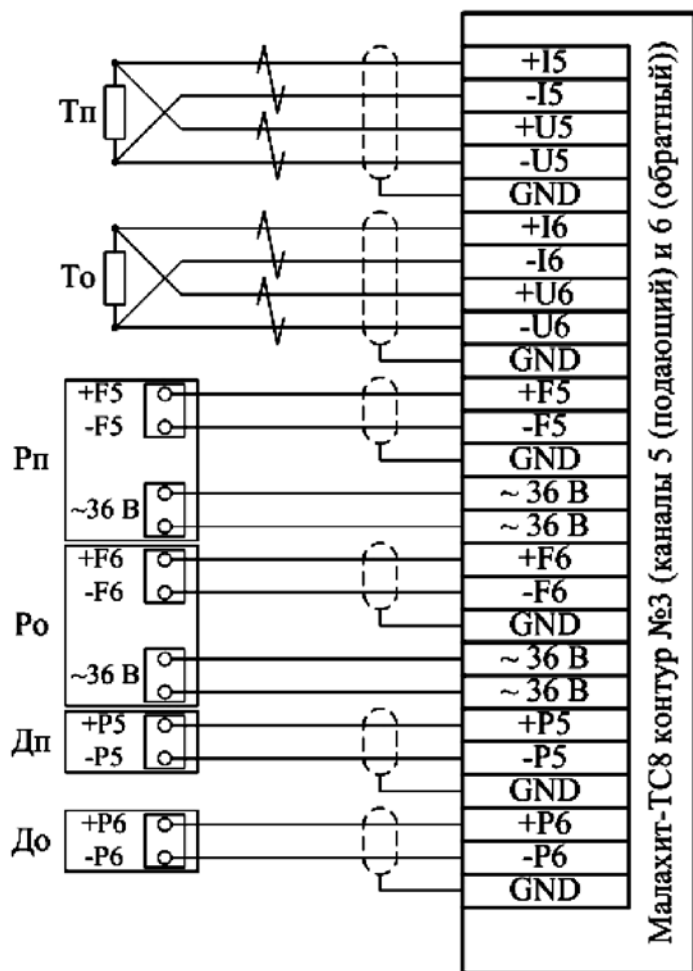 Тп
+I5
-I5
+U5
-U5
GND
То
+I6
-I6
+U6
-U6
GND
Рп
+F5
-F5
~36 В
+F5
-F5
GND
~ 36 В
~ 36 В
Ро
+F6
-F6
~36 В
+F6
-F6
GND
~ 36 В
~ 36 В
Дп
+P5
-P5
+P5
-P5
GND
До
+P6
-P6
+P6
-P6
GND
Малахит-ТС8 контур №3 (каналы 5 (подающий) и 6 (обратный))